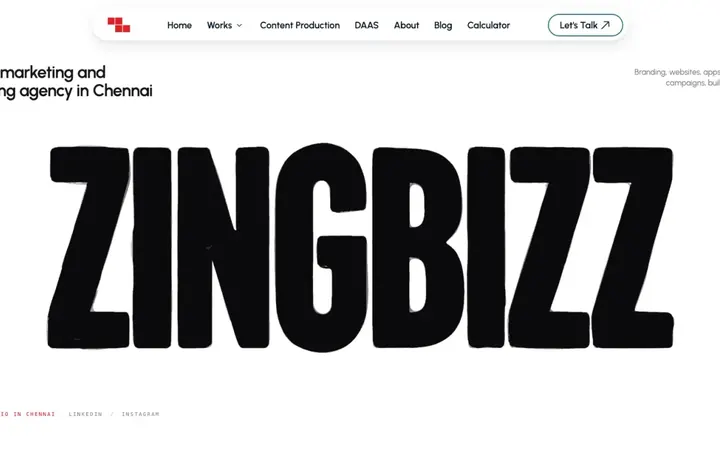 Home Works Content Production DAAS About Blog Calculator Let's Talk
marketing and
ng agency in Chennai
Branding, websites, apps
campaigns, buil
ZINGBIZZ
IO IN CHENNAI LINKEDIN / INSTAGRAM